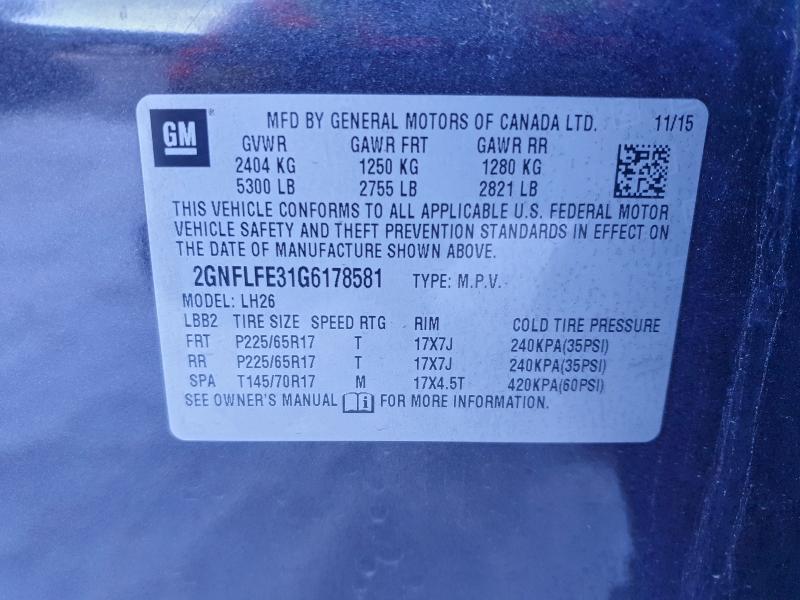 GM ® MFD BY GENERAL MOTORS OF CANADA LTD. 11/15
GVWR GAWR FRT GAWR RR
2404 KG 1250 KG 1280 KG
5300 LB 2755 LB 2821 LB
THIS VEHICLE CONFORMS TO ALL APPLICABLE U.S. FEDERAL MOTOR
VEHICLE SAFETY AND THEFT PREVENTION STANDARDS IN EFFECT ON
THE DATE OF MANUFACTURE SHOWN ABOVE.
2GNFLFE31G6178581 TYPE: M.P.V.
MODEL: LH26
LBB2 TIRE SIZE SPEED RTG RIM COLD TIRE PRESSURE
FRT P225/65R17 T 17X7J 240KPA(35PSI)
RR P225/65R17 T 17X7J 240KPA(35PSI)
SPA T145/70R17 M 17X4.5T 420KPA(60PSI)
SEE OWNER'S MANUAL i FOR MORE INFORMATION.